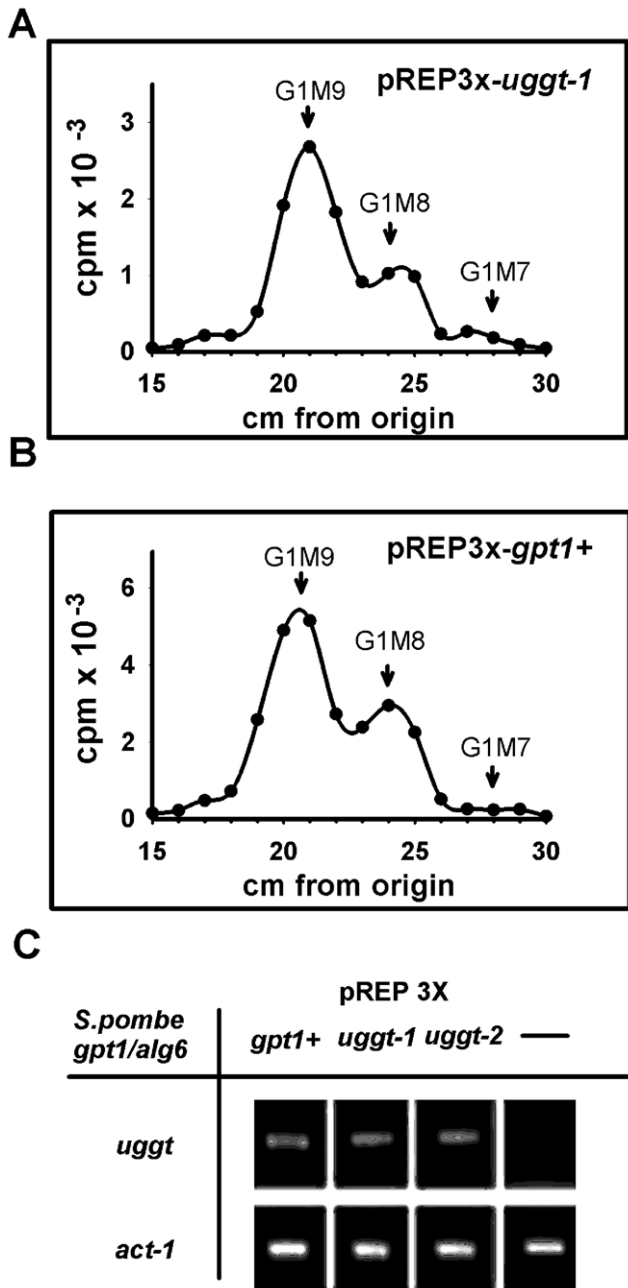 A
G1M9
pREP3x-uggt-1
G1M8
G1M7
cpm x 10 -3
3
2
1
0
15 20 25 30
cm from origin
B
G1M9
pREP3x-gpt1+
G1M8
G1M7
cpm x 10 -3
6
4
2
0
15 20 25 30
cm from origin
C
pREP 3X
S.pombe
gpt1/alg6
gpt1+ uggt-1 uggt-2 —
uggt
act-1